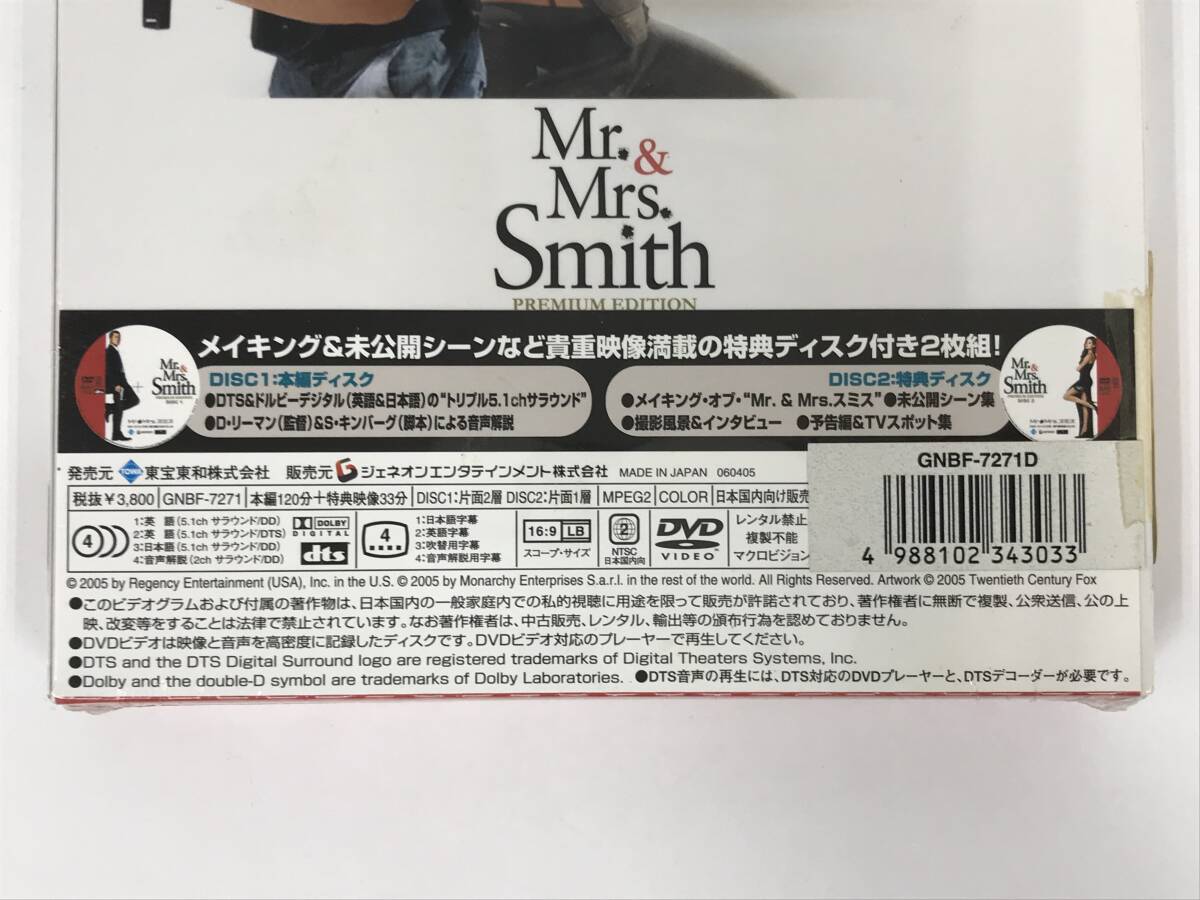 Mr. &
Mrs.
Smith
PREMIUM EDITION
メイキング&未公開シーンなど貴重映像満載の特典ディスク付き2枚組!
Mr. &
Mrs.
Smith
DISC1:本編ディスク
●DTS&ドルビーデジタル(英語&日本語)の"トリプル5.1chサラウンド"
●D・リーマン(監督)&S・キンバーグ(脚本)による音声解説
DISC2:特典ディスク
●メイキング・オブ・"Mr. & Mrs.スミス" ●未公開シーン集
●撮影風景&インタビュー ●予告編&TVスポット集
Mr. &
Mrs.
Smith
発売元 TOWA 東宝東和株式会社 販売元 ジェネオンエンタテインメント株式会社 MADE IN JAPAN 060405
税抜¥3,800 GNBF-7271 本編120分+特典映像33分 DISC1:片面2層 DISC2:片面1層 MPEG2 COLOR 日本国内向け販売
4))) 1:英 語(5.1ch サラウンド/DD)
2:英 語(5.1ch サラウンド/DTS)
3:日本語(5.1ch サラウンド/DD)
4:音声解説(2ch サラウンド/DD)
DOLBY
DIGITAL
dts
4
1:日本語字幕
2:英語字幕
3:吹替用字幕
4:音声解説用字幕
16:9 LB
スコープ・サイズ
2
NTSC
日本国内向
DVD
VIDEO
レンタル禁止
複製不能
マクロビジョン
GNBF-7271D
4 988102 343033
© 2005 by Regency Entertainment (USA), Inc. in the U.S. © 2005 by Monarchy Enterprises S.a.r.l. in the rest of the world. All Rights Reserved. Artwork © 2005 Twentieth Century Fox
●このビデオグラムおよび付属の著作物は、日本国内の一般家庭内での私的視聴に用途を限って販売が許諾されており、著作権者に無断で複製、公衆送信、公の上
映、改変等をすることは法律で禁止されています。なお著作権者は、中古販売、レンタル、輸出等の頒布行為を認めておりません。
●DVDビデオは映像と音声を高密度に記録したディスクです。DVDビデオ対応のプレーヤーで再生してください。
●DTS and the DTS Digital Surround logo are registered trademarks of Digital Theaters Systems, Inc.
●Dolby and the double-D symbol are trademarks of Dolby Laboratories. ●DTS音声の再生には、DTS対応のDVDプレーヤーと、DTSデコーダーが必要です。